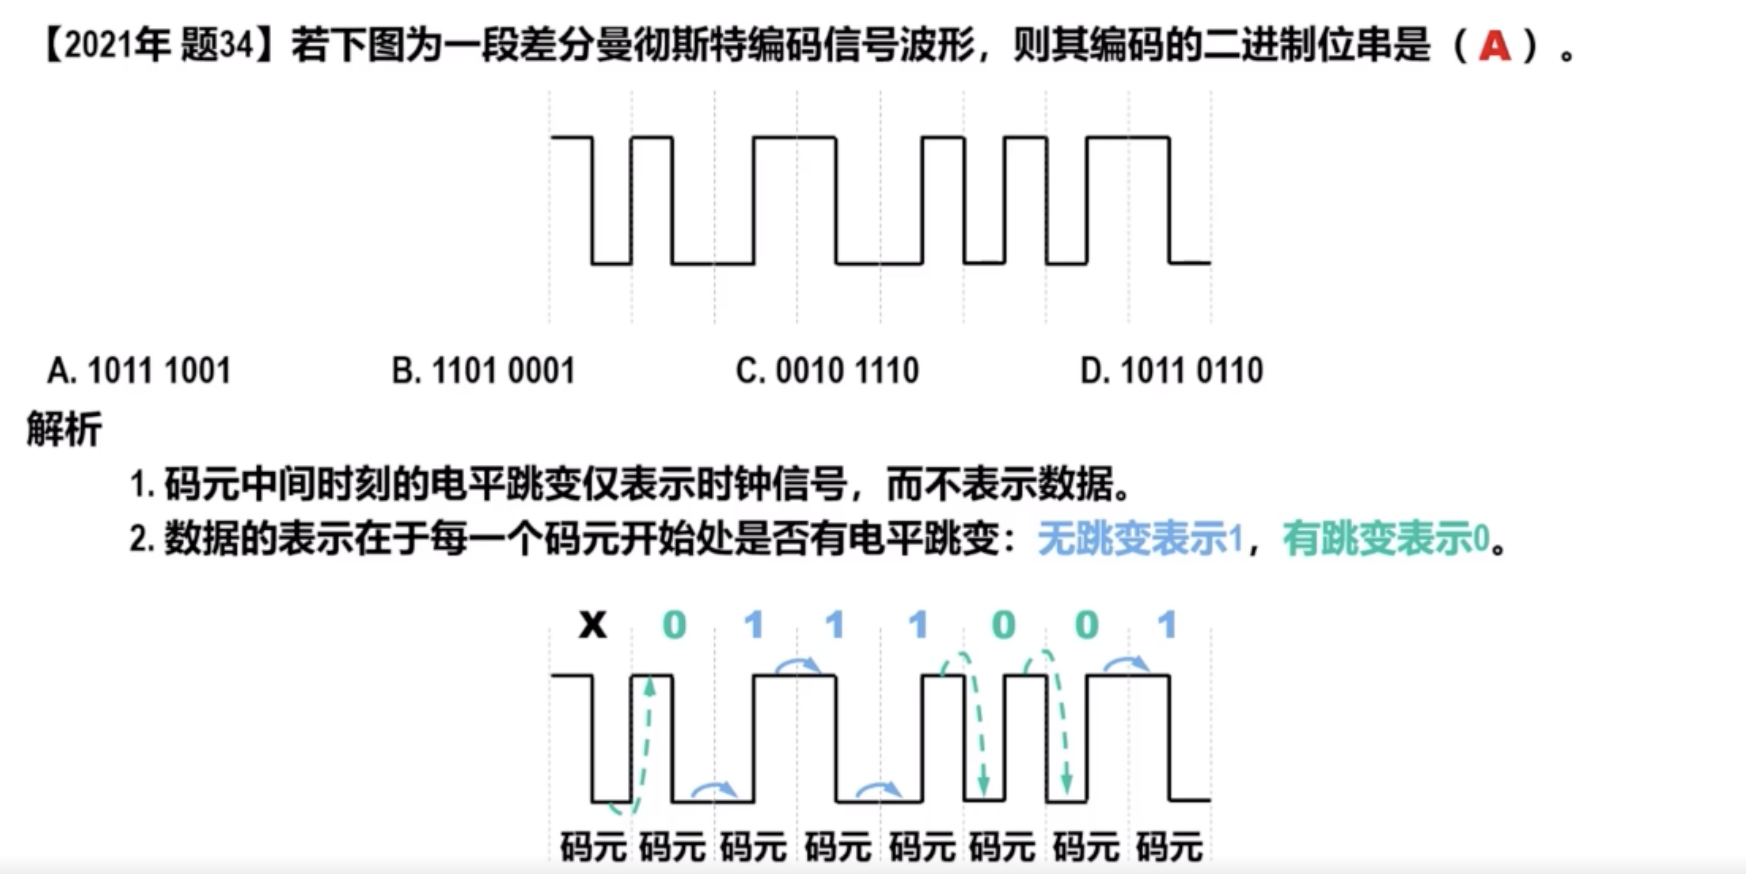 【2021年 题34】若下图为一段差分曼彻斯特编码信号波形，则其编码的二进制位串是（A）。
A. 1011 1001 B. 1101 0001 C. 0010 1110 D. 1011 0110
解析
1. 码元中间时刻的电平跳变仅表示时钟信号，而不表示数据。
2. 数据的表示在于每一个码元开始处是否有电平跳变：无跳变表示1，有跳变表示0。
X 0 1 1 1 0 0 1
码元 码元 码元 码元 码元 码元 码元 码元